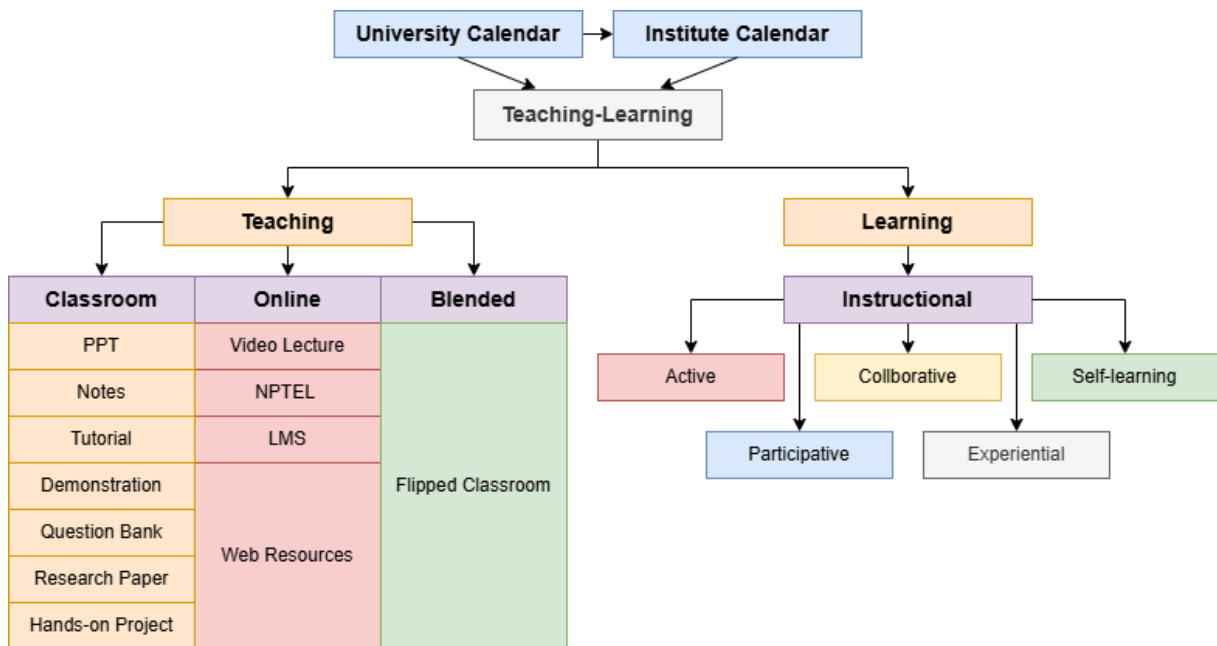 University Calendar
Institute Calendar
Teaching-Learning
Teaching
Learning
Classroom
Online
Blended
Instructional
PPT
Video Lecture
Notes
NPTEL
Tutorial
LMS
Demonstration
Question Bank
Research Paper
Hands-on Project
Web Resources
Flipped Classroom
Active
Collborative
Self-learning
Participative
Experiential